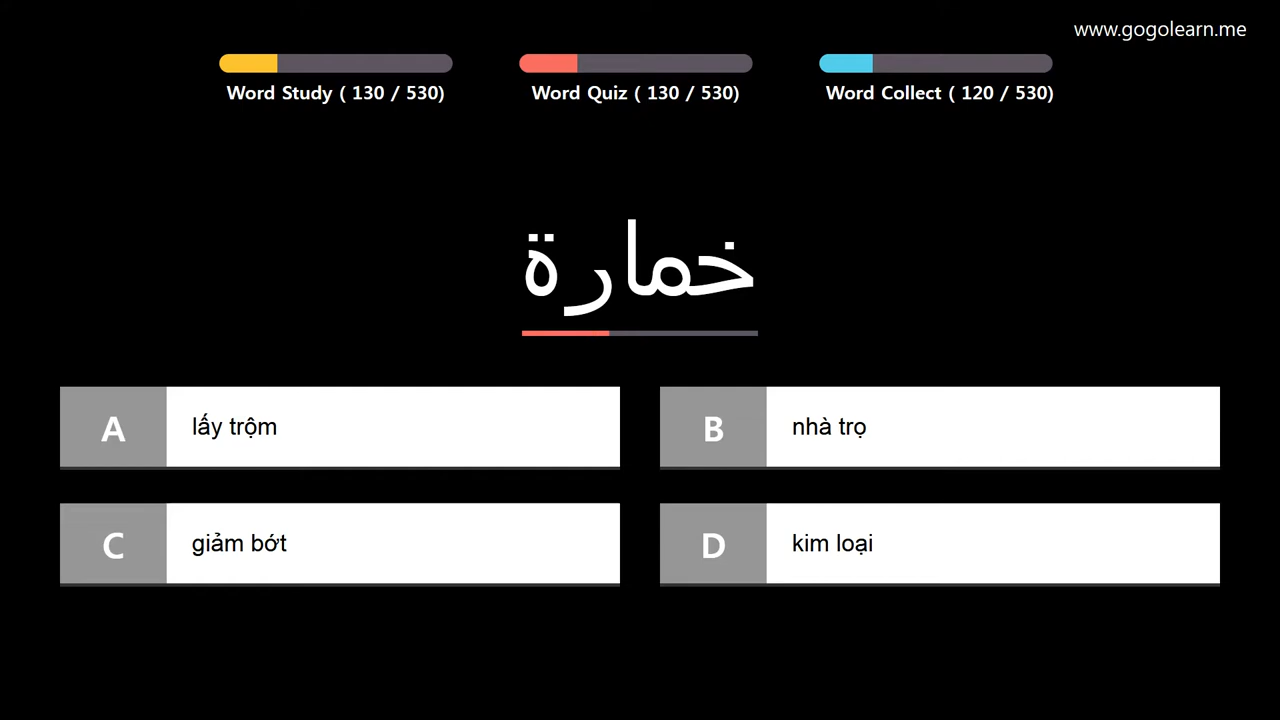 www.gogolearn.me
Word Study ( 130 / 530)
Word Quiz ( 130 / 530)
Word Collect ( 120 / 530)
خمارة
A lấy trộm
B nhà trọ
C giảm bớt
D kim loại